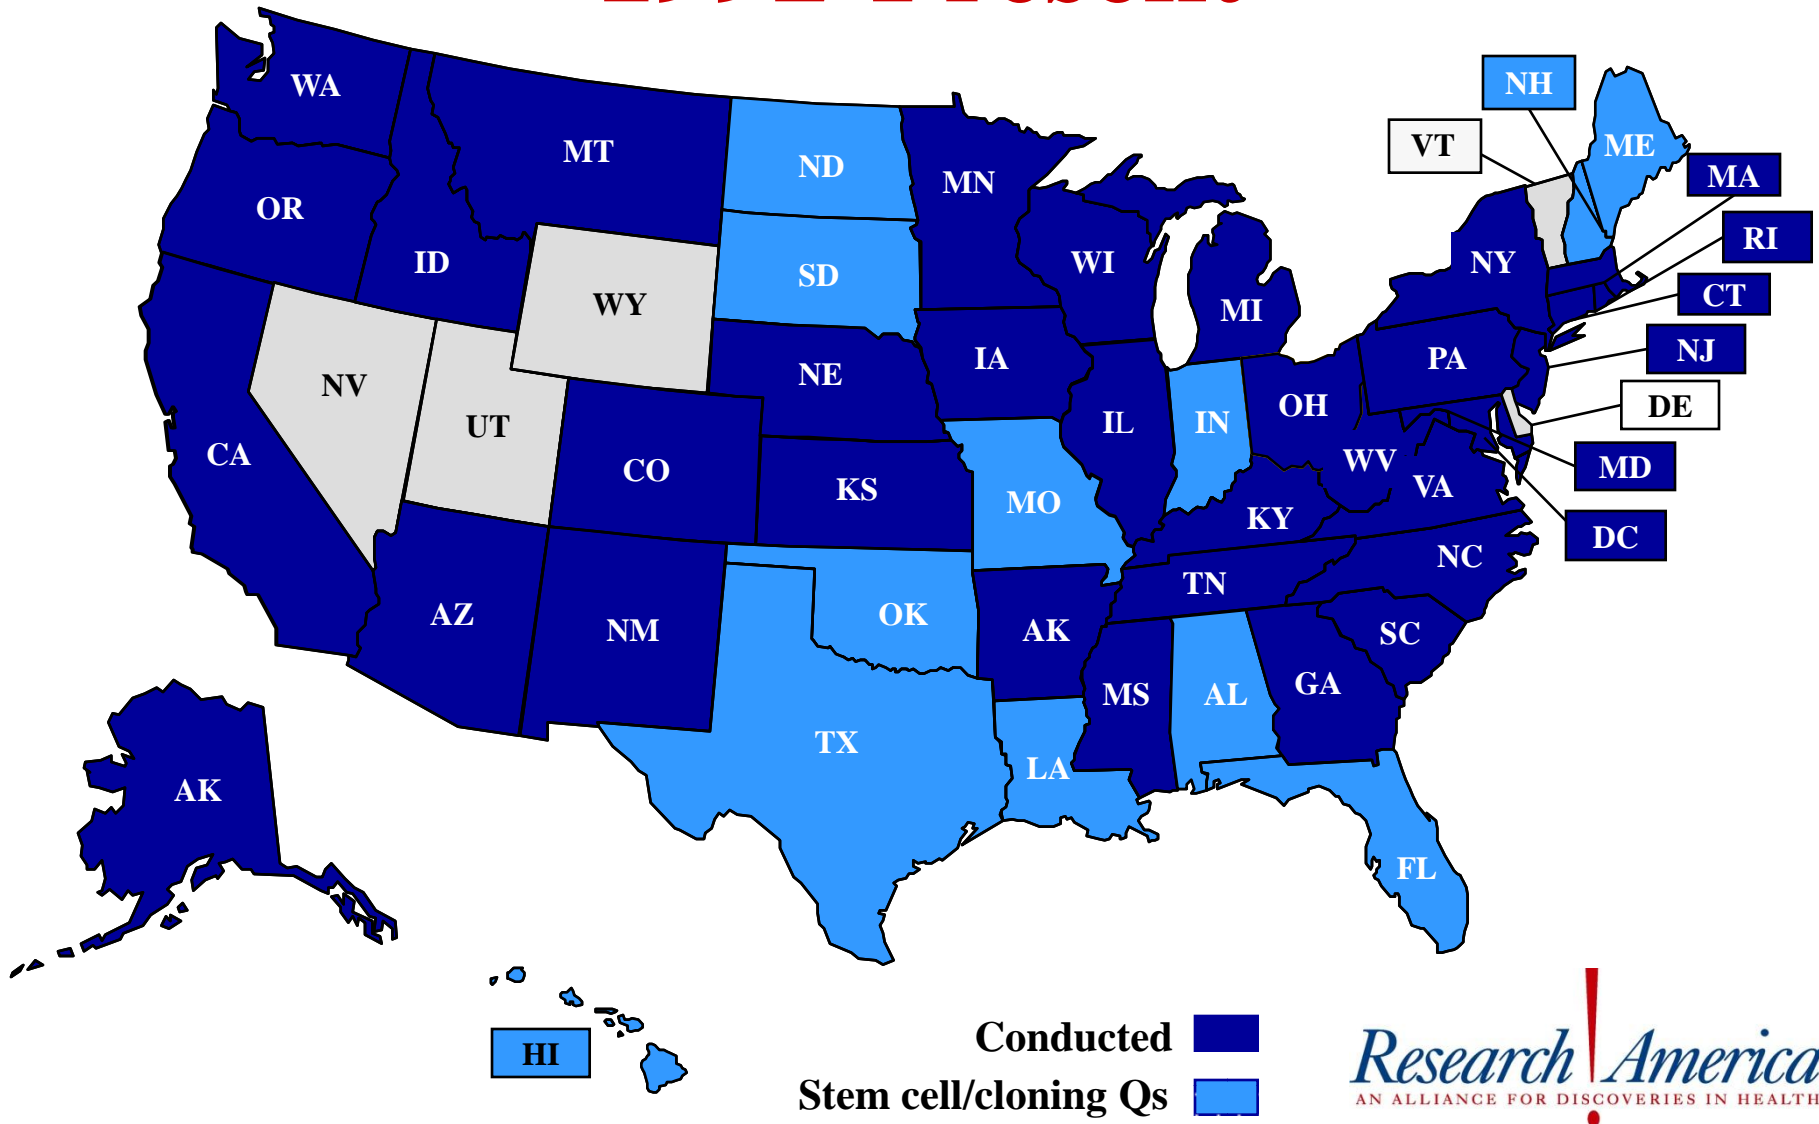 WA
MT
ND
MN
OR
ID
SD
WI
MI
WY
NE
IA
NV
UT
CA
CO
KS
IL
IN
OH
MO
KY
WV
VA
PA
NY
VT
NH
ME
MA
RI
CT
NJ
DE
MD
DC
AZ
NM
OK
AK
TN
NC
SC
MS
AL
GA
TX
LA
FL
AK
HI
Conducted
Stem cell/cloning Qs
Research!America
AN ALLIANCE FOR DISCOVERIES IN HEALTH